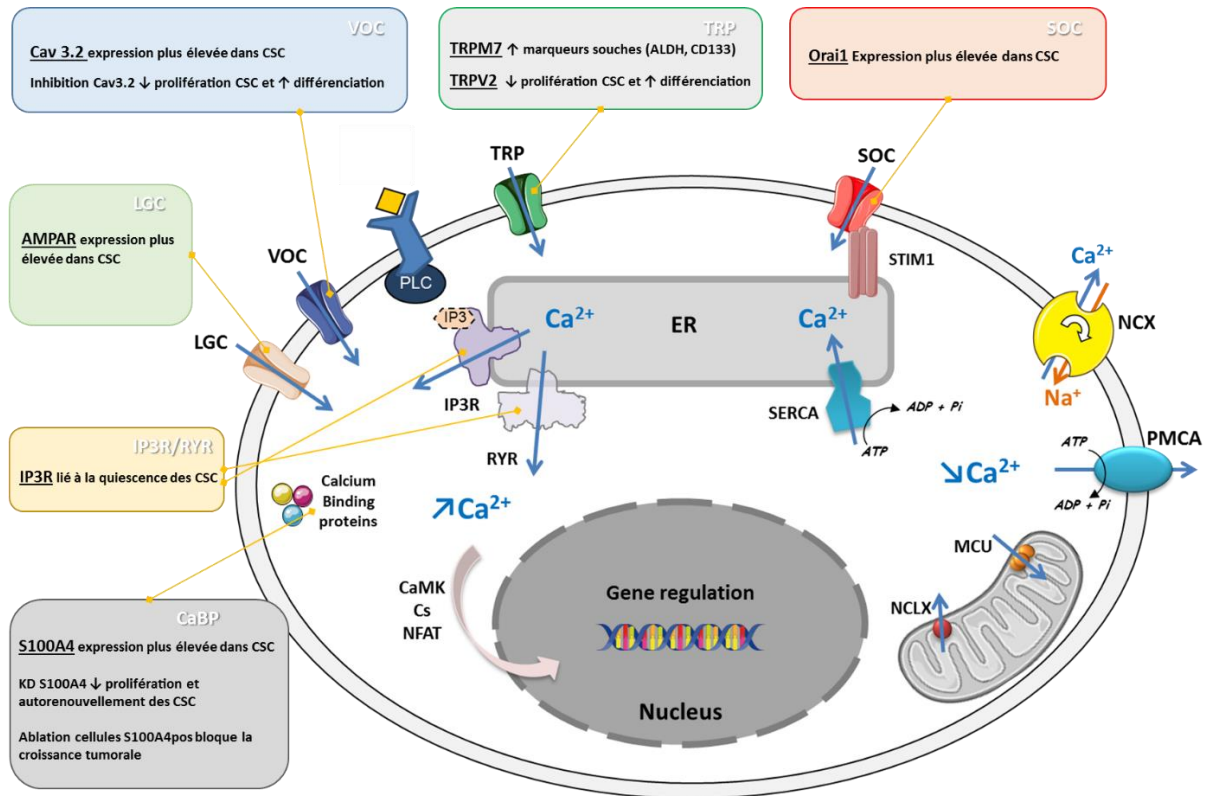 VOC
Cav 3.2 expression plus élevée dans CSC
Inhibition Cav3.2 ↓ prolifération CSC et ↑ différenciation
TRP
TRPM7 ↑ marqueurs souches (ALDH, CD133)
TRPV2 ↓ prolifération CSC et ↑ différenciation
SOC
Orai1 Expression plus élevée dans CSC
LGC
AMPAR expression plus
élevée dans CSC
IP3R/RYR
IP3R lié à la quiescence des CSC
CaBP
S100A4 expression plus élevée dans CSC
KD S100A4 ↓ prolifération et
autorenouvellement des CSC
Ablation cellules S100A4pos bloque la
croissance tumorale
TRP
SOC
VOC
PLC
STIM1
LGC
IP3
Ca²⁺
ER
Ca²⁺
Ca²⁺
NCX
Na⁺
IP3R
SERCA
ADP + Pi
ATP
RYR
PMCA
ATP
ADP + Pi
↘Ca²⁺
Calcium
Binding
proteins
↗Ca²⁺
MCU
NCLX
CaMK
Cs
NFAT
Gene regulation
Nucleus